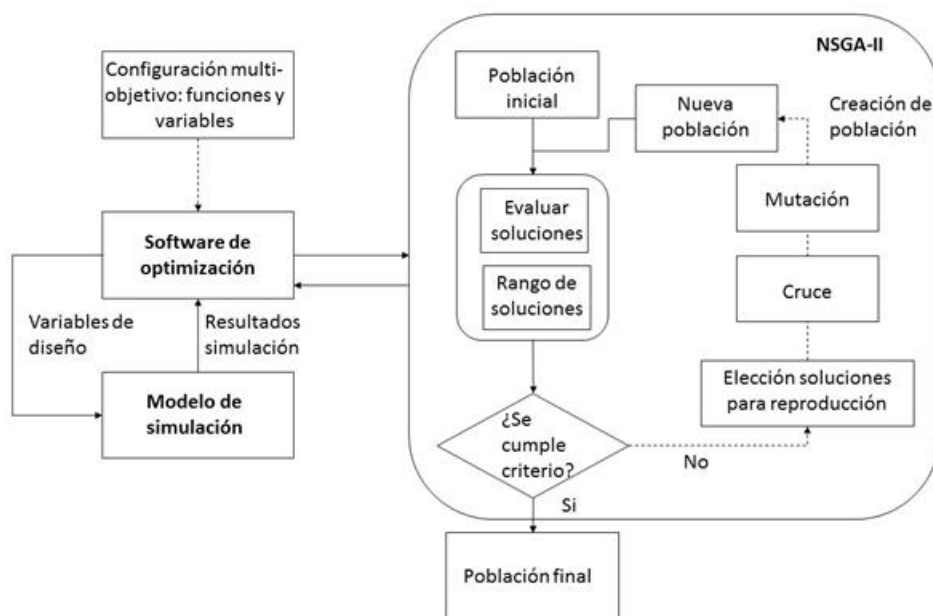 Configuración multi-
objetivo: funciones y
variables
Software de
optimización
Variables de
diseño
Resultados
simulación
Modelo de
simulación
NSGA-II
Población
inicial
Nueva
población
Creación de
población
Evaluar
soluciones
Rango de
soluciones
Mutación
Cruce
Elección soluciones
para reproducción
¿Se
cumple
criterio?
No
Si
Población final